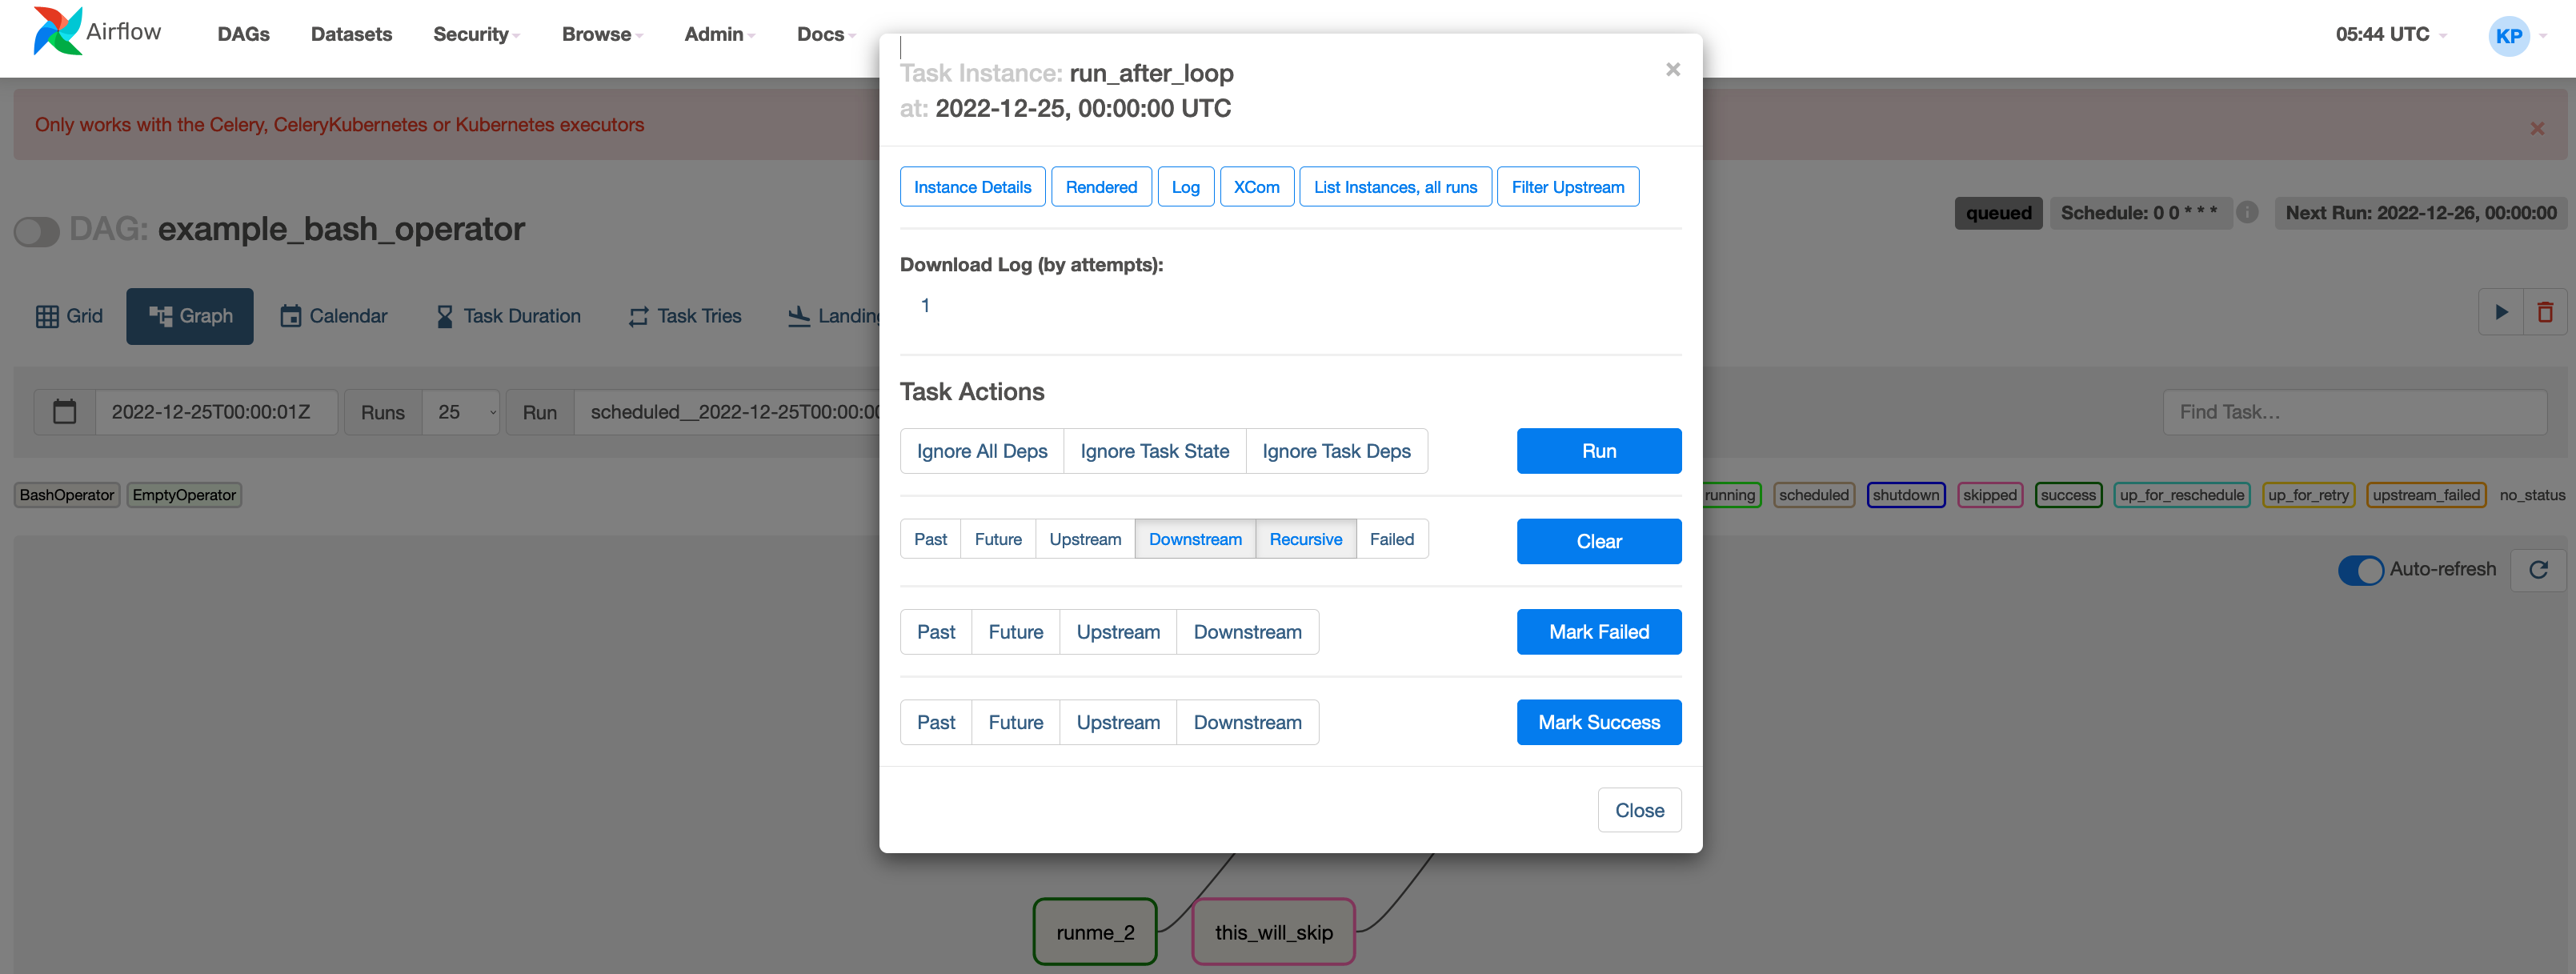 Airflow
DAGs
Datasets
Security
Browse
Admin
Docs
05:44 UTC
KP
Only works with the Celery, CeleryKubernetes or Kubernetes executors
×
Task Instance: run_after_loop
at: 2022-12-25, 00:00:00 UTC
×
Instance Details
Rendered
Log
XCom
List Instances, all runs
Filter Upstream
Download Log (by attempts):
1
Task Actions
Ignore All Deps
Ignore Task State
Ignore Task Deps
Run
Past
Future
Upstream
Downstream
Recursive
Failed
Clear
Past
Future
Upstream
Downstream
Mark Failed
Past
Future
Upstream
Downstream
Mark Success
Close
DAG: example_bash_operator
queued
Schedule: 0 0 * * *
i
Next Run: 2022-12-26, 00:00:00
Grid
Graph
Calendar
Task Duration
Task Tries
Landing
2022-12-25T00:00:01Z
Runs
25
Run
scheduled__2022-12-25T00:00:00
Find Task…
BashOperator
EmptyOperator
running
scheduled
shutdown
skipped
success
up_for_reschedule
up_for_retry
upstream_failed
no_status
Auto-refresh
runme_2
this_will_skip